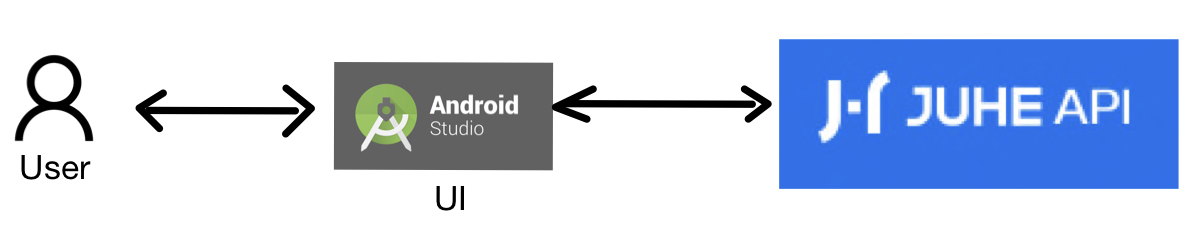 User
Android
Studio
UI
JUHE API